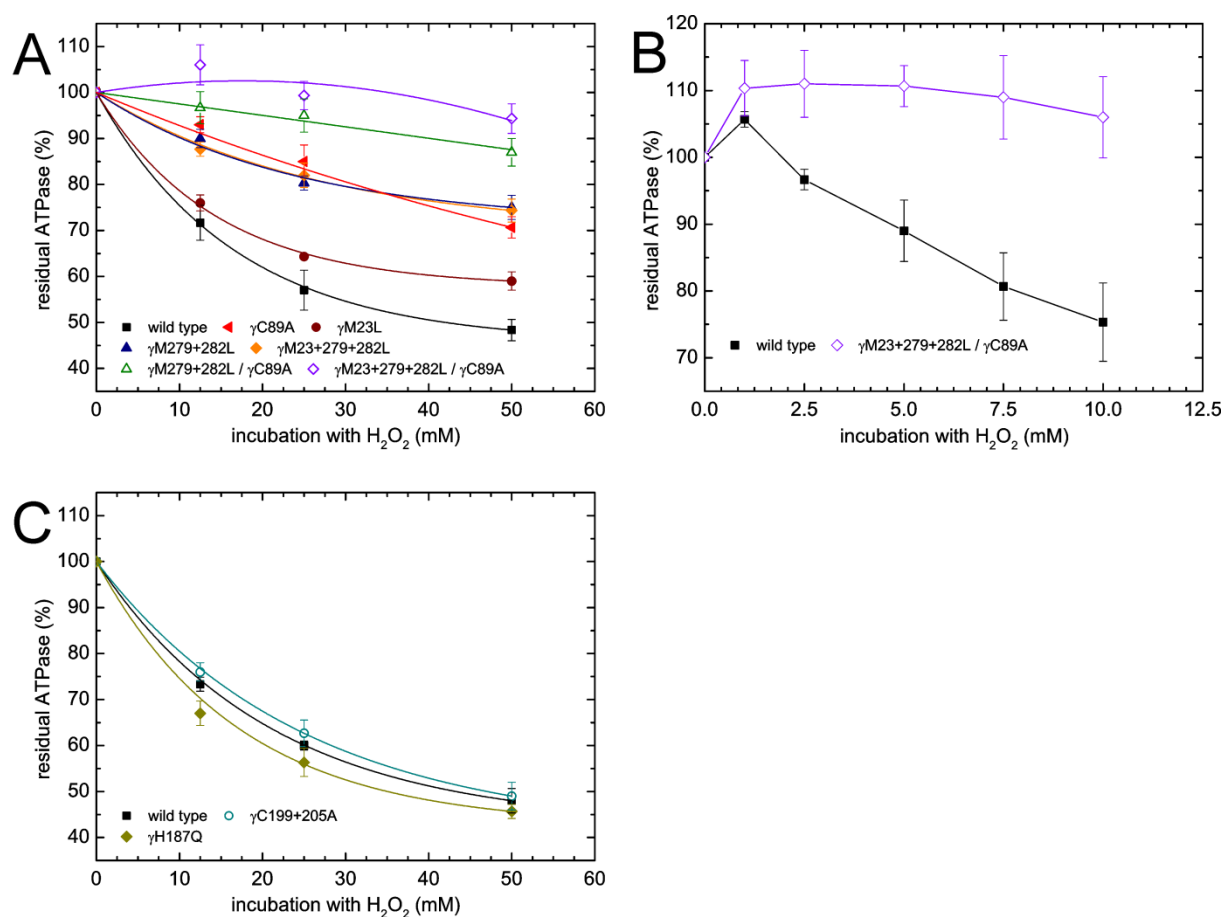 A
110
100
90
80
70
60
50
40
residual ATPase (%)
wild type γC89A γM23L
γM279+282L γM23+279+282L
γM279+282L / γC89A γM23+279+282L / γC89A
0 10 20 30 40 50 60
incubation with H₂O₂ (mM)
B
120
110
100
90
80
70
residual ATPase (%)
wild type γM23+279+282L / γC89A
0.0 2.5 5.0 7.5 10.0 12.5
incubation with H₂O₂ (mM)
C
110
100
90
80
70
60
50
40
residual ATPase (%)
wild type γC199+205A
γH187Q
0 10 20 30 40 50 60
incubation with H₂O₂ (mM)